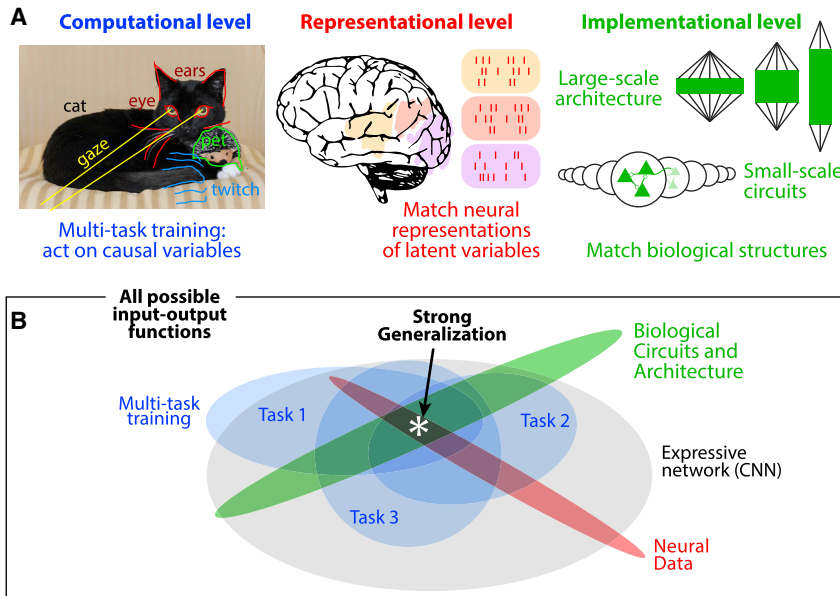 A
Computational level
Representational level
Implementational level
ears
cat
eye
pet
gaze
twitch
Multi-task training:
act on causal variables
Match neural
representations
of latent variables
Large-scale
architecture
Small-scale
circuits
Match biological structures
B
All possible
input-output
functions
Strong
Generalization
Biological
Circuits and
Architecture
Multi-task
training
Task 1
Task 2
*
Expressive
network (CNN)
Task 3
Neural
Data